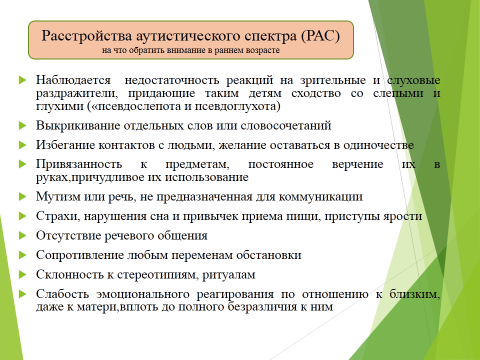 Расстройства аутистического спектра (РАС)
на что обратить внимание в раннем возрасте
Наблюдается недостаточность реакций на зрительные и слуховые
раздражители, придающие таким детям сходство со слепыми и
глухими («псевдослепота и псевдоглухота)
Выкрикивание отдельных слов или словосочетаний
Избегание контактов с людьми, желание оставаться в одиночестве
Привязанность к предметам, постоянное верчение их в
руках,причудливое их использование
Мутизм или речь, не предназначенная для коммуникации
Страхи, нарушения сна и привычек приема пищи, приступы ярости
Отсутствие речевого общения
Сопротивление любым переменам обстановки
Склонность к стереотипиям, ритуалам
Слабость эмоционального реагирования по отношению к близким,
даже к матери,вплоть до полного безразличия к ним